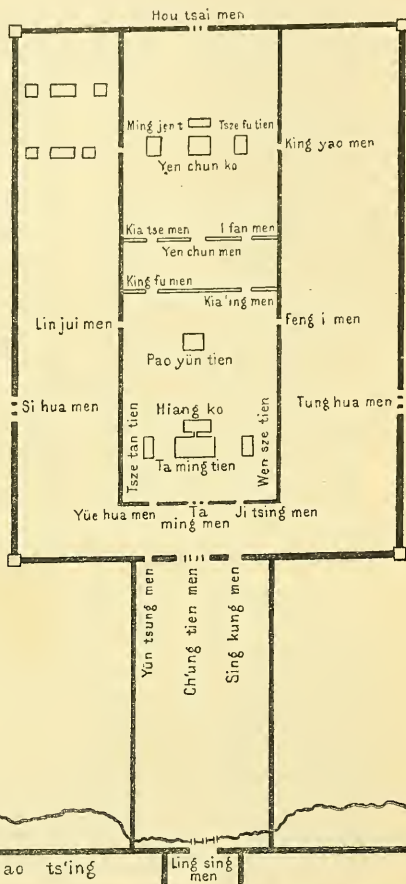 Hou tsai men
Ming jen t
Tsze fu tien
King yao men
Yen chun ko
Kia tse men
I fan men
Yen chun men
King fu men
Kia'ing men
Lin jui men
Feng i men
Pao yün tien
Si hua men
Tung hua men
Hiang ko
Tsze tan tien
Wen sze tien
Ta ming tien
Yüe hua men
Ta
ming men
Ji tsing men
Yün tsung men
Ch'ung tien men
Sing kung men
ao ts'ing
Ling sing
men